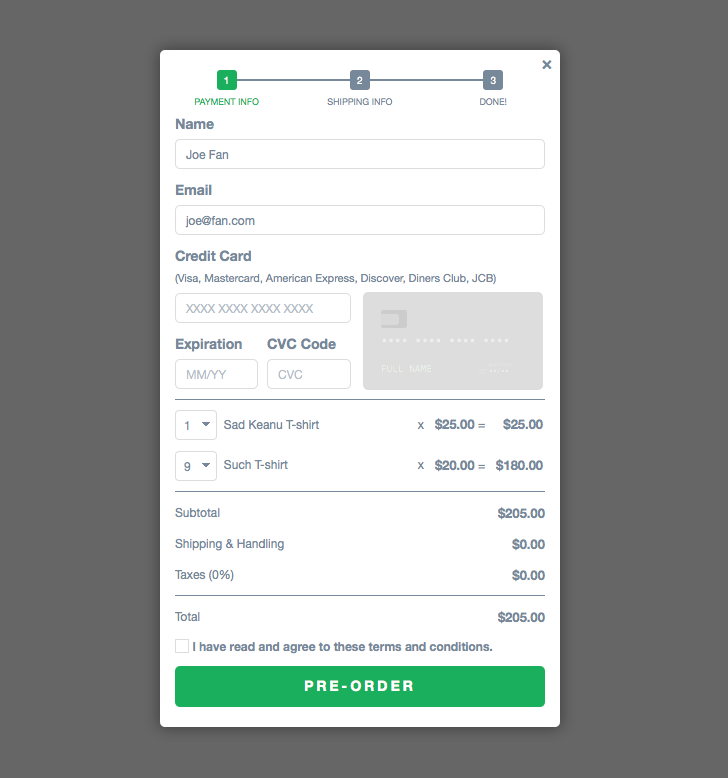 ×
1 2 3
PAYMENT INFO SHIPPING INFO DONE!
Name
Joe Fan
Email
joe@fan.com
Credit Card
(Visa, Mastercard, American Express, Discover, Diners Club, JCB)
XXXX XXXX XXXX XXXX
•••• •••• •••• ••••
Expiration CVC Code
MM/YY CVC
FULL NAME ••/••
1 Sad Keanu T-shirt x $25.00 = $25.00
9 Such T-shirt x $20.00 = $180.00
Subtotal $205.00
Shipping & Handling $0.00
Taxes (0%) $0.00
Total $205.00
I have read and agree to these terms and conditions.
PRE-ORDER